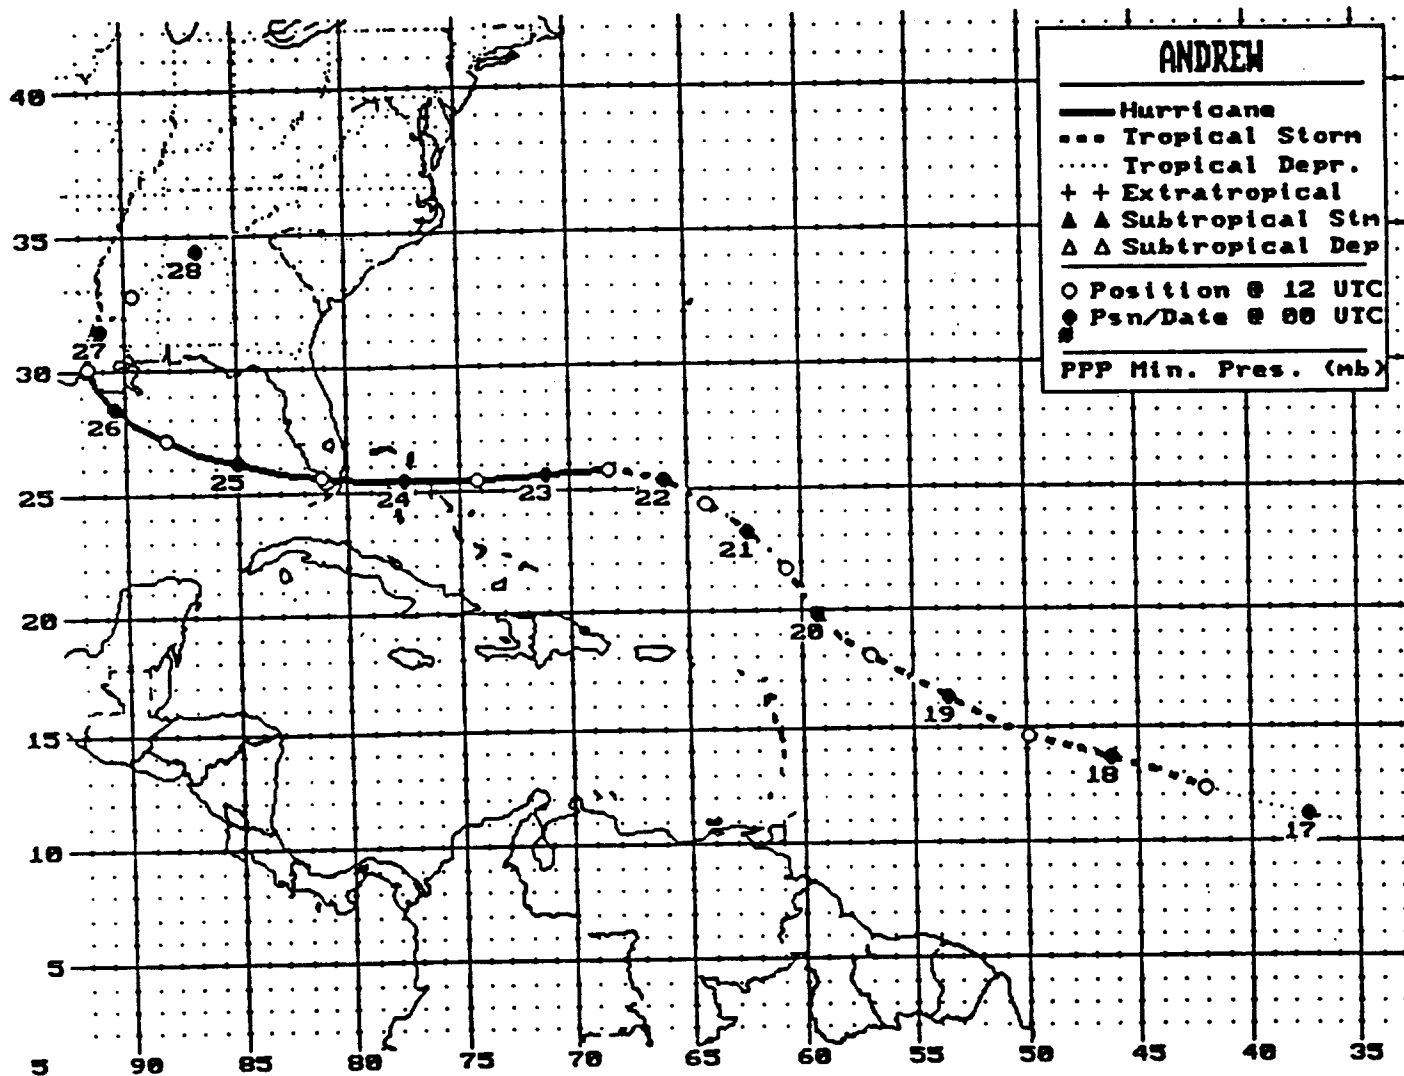 ANDREW
Hurricane
Tropical Storm
Tropical Depr.
+ + Extratropical
▲ ▲ Subtropical Stm
△ △ Subtropical Dep
○ Position @ 12 UTC
● Psn/Date @ 00 UTC
#
PPP Min. Pres. (mb)
40
35
28
27
30
26
25
24
23
22
25
21
20
20
19
15
18
17
10
5
5 90 85 80 75 70 65 60 55 50 45 40 35